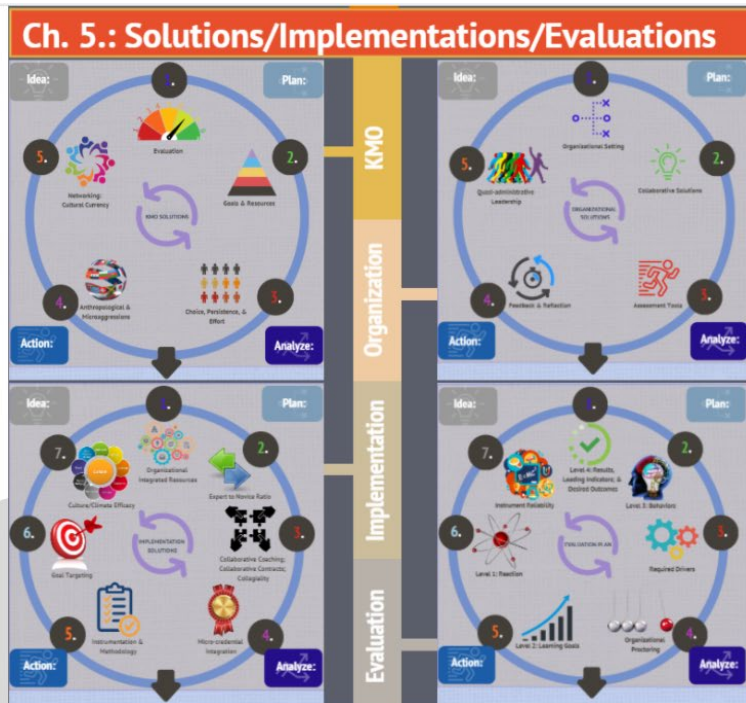 Ch. 5.: Solutions/Implementations/Evaluations
Idea:
1.
Plan:
Evaluation
5.
2.
Networking:
Cultural Currency
Goals & Resources
KMO SOLUTIONS
4.
Anthropological &
Microaggressions
Choice, Persistence, &
Effect
3.
Action:
Analyze:
KMO
Organization
Implementation
Evaluation
Idea:
1.
Plan:
Organizational Setting
5.
2.
Quasi-administrative
Leadership
Collaborative Solutions
ORGANIZATIONAL
SOLUTIONS
4.
Feedback & Reflection
Assessment Tools
3.
Action:
Analyze:
Idea:
1.
Plan:
7.
2.
Organizational
Integrated Resources
Culture/Climate Efficacy
Expert to Novice Ratio
6.
3.
IMPLEMENTATION
SOLUTIONS
Goal Targeting
Collaborative Coaching;
Collaborative Contracts;
Collegiality
5.
Instrumentation &
Methodology
Micro-credential
Integration
4.
Action:
Analyze:
Idea:
1.
Plan:
7.
2.
Level 4: Results,
Leading Indicators, &
Desired Outcomes
Instrument Reliability
Level 3: Behaviors
6.
3.
EVALUATION PLAN
Level 1: Reaction
Required Drivers
5.
Level 2: Learning Goals
Organizational
Proctoring
4.
Action:
Analyze: